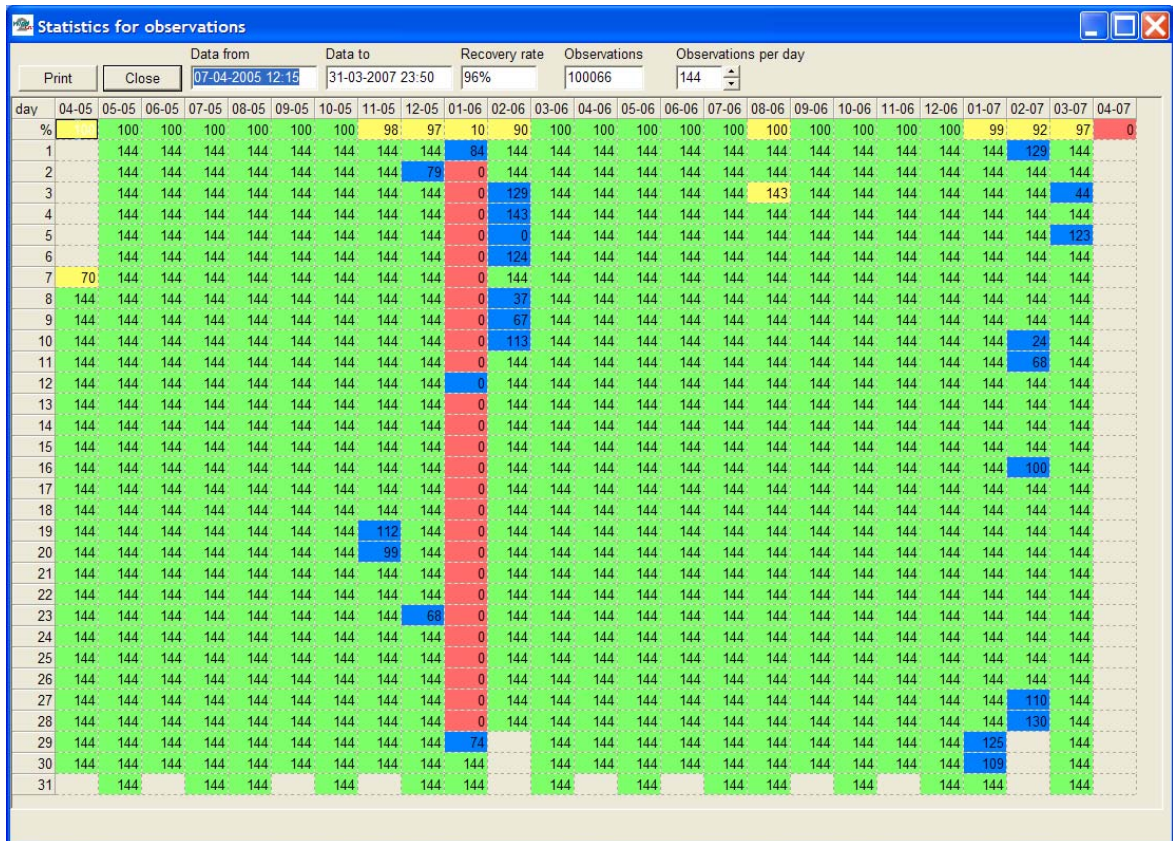 Statistics for observations
Data from Data to Recovery rate Observations Observations per day
Print Close 07-04-2005 12:15 31-03-2007 23:50 96% 100066 144
day 04-05 05-05 06-05 07-05 08-05 09-05 10-05 11-05 12-05 01-06 02-06 03-06 04-06 05-06 06-06 07-06 08-06 09-06 10-06 11-06 12-06 01-07 02-07 03-07 04-07
% 100 100 100 100 100 100 100 98 97 10 90 100 100 100 100 100 100 100 100 100 100 99 92 97 0
1 144 144 144 144 144 144 144 144 84 144 144 144 144 144 144 144 144 144 144 144 144 129 144
2 144 144 144 144 144 144 144 79 0 144 144 144 144 144 144 144 144 144 144 144 144 144 144
3 144 144 144 144 144 144 144 144 0 129 144 144 144 144 144 143 144 144 144 144 144 144 44
4 144 144 144 144 144 144 144 144 0 143 144 144 144 144 144 144 144 144 144 144 144 144 144
5 144 144 144 144 144 144 144 144 0 0 144 144 144 144 144 144 144 144 144 144 144 144 123
6 144 144 144 144 144 144 144 144 0 124 144 144 144 144 144 144 144 144 144 144 144 144 144
7 70 144 144 144 144 144 144 144 144 0 144 144 144 144 144 144 144 144 144 144 144 144 144 144
8 144 144 144 144 144 144 144 144 144 0 37 144 144 144 144 144 144 144 144 144 144 144 144 144
9 144 144 144 144 144 144 144 144 144 0 67 144 144 144 144 144 144 144 144 144 144 144 144 144
10 144 144 144 144 144 144 144 144 144 0 113 144 144 144 144 144 144 144 144 144 144 144 24 144
11 144 144 144 144 144 144 144 144 144 0 144 144 144 144 144 144 144 144 144 144 144 144 68 144
12 144 144 144 144 144 144 144 144 144 0 144 144 144 144 144 144 144 144 144 144 144 144 144 144
13 144 144 144 144 144 144 144 144 144 0 144 144 144 144 144 144 144 144 144 144 144 144 144 144
14 144 144 144 144 144 144 144 144 144 0 144 144 144 144 144 144 144 144 144 144 144 144 144 144
15 144 144 144 144 144 144 144 144 144 0 144 144 144 144 144 144 144 144 144 144 144 144 144 144
16 144 144 144 144 144 144 144 144 144 0 144 144 144 144 144 144 144 144 144 144 144 144 100 144
17 144 144 144 144 144 144 144 144 144 0 144 144 144 144 144 144 144 144 144 144 144 144 144 144
18 144 144 144 144 144 144 144 144 144 0 144 144 144 144 144 144 144 144 144 144 144 144 144 144
19 144 144 144 144 144 144 144 112 144 0 144 144 144 144 144 144 144 144 144 144 144 144 144 144
20 144 144 144 144 144 144 144 99 144 0 144 144 144 144 144 144 144 144 144 144 144 144 144 144
21 144 144 144 144 144 144 144 144 144 0 144 144 144 144 144 144 144 144 144 144 144 144 144 144
22 144 144 144 144 144 144 144 144 144 0 144 144 144 144 144 144 144 144 144 144 144 144 144 144
23 144 144 144 144 144 144 144 144 68 0 144 144 144 144 144 144 144 144 144 144 144 144 144 144
24 144 144 144 144 144 144 144 144 144 0 144 144 144 144 144 144 144 144 144 144 144 144 144 144
25 144 144 144 144 144 144 144 144 144 0 144 144 144 144 144 144 144 144 144 144 144 144 144 144
26 144 144 144 144 144 144 144 144 144 0 144 144 144 144 144 144 144 144 144 144 144 144 144 144
27 144 144 144 144 144 144 144 144 144 0 144 144 144 144 144 144 144 144 144 144 144 144 110 144
28 144 144 144 144 144 144 144 144 144 0 144 144 144 144 144 144 144 144 144 144 144 144 130 144
29 144 144 144 144 144 144 144 144 144 74 144 144 144 144 144 144 144 144 144 144 125 144
30 144 144 144 144 144 144 144 144 144 144 144 144 144 144 144 144 144 144 144 144 109 144
31 144 144 144 144 144 144 144 144 144 144 144 144 144 144